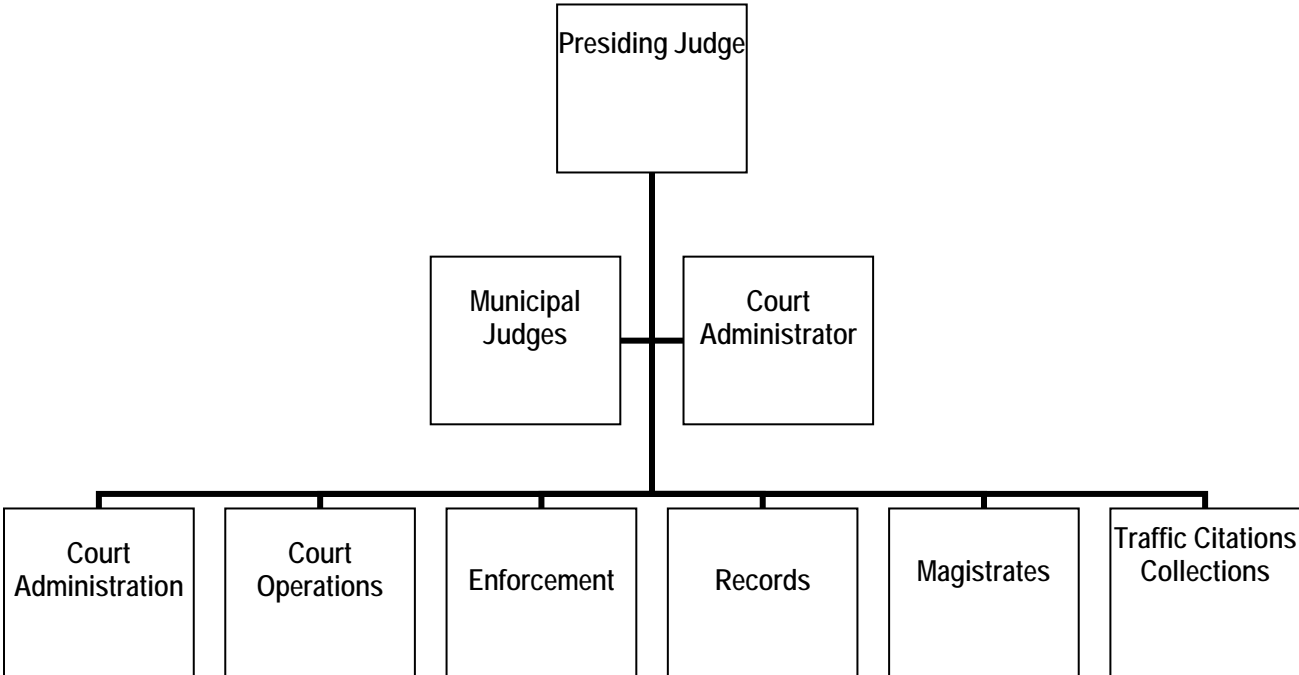 Presiding Judge
Municipal
Judges
Court
Administrator
Court
Administration
Court
Operations
Enforcement
Records
Magistrates
Traffic Citations
Collections